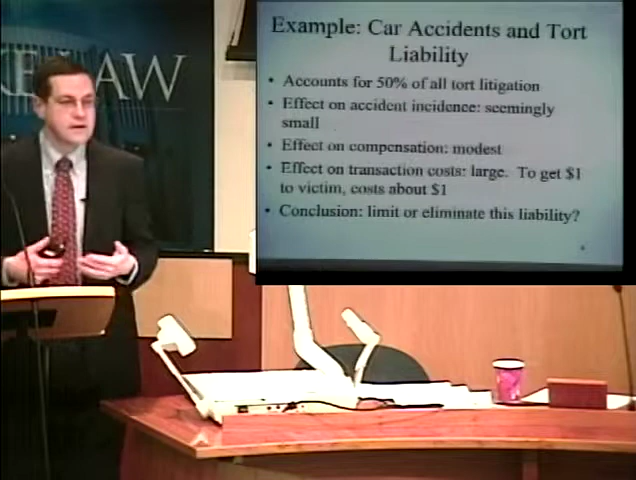 KE LAW
Example: Car Accidents and Tort
Liability
• Accounts for 50% of all tort litigation
• Effect on accident incidence: seemingly
small
• Effect on compensation: modest
• Effect on transaction costs: large. To get $1
to victim, costs about $1
• Conclusion: limit or eliminate this liability?